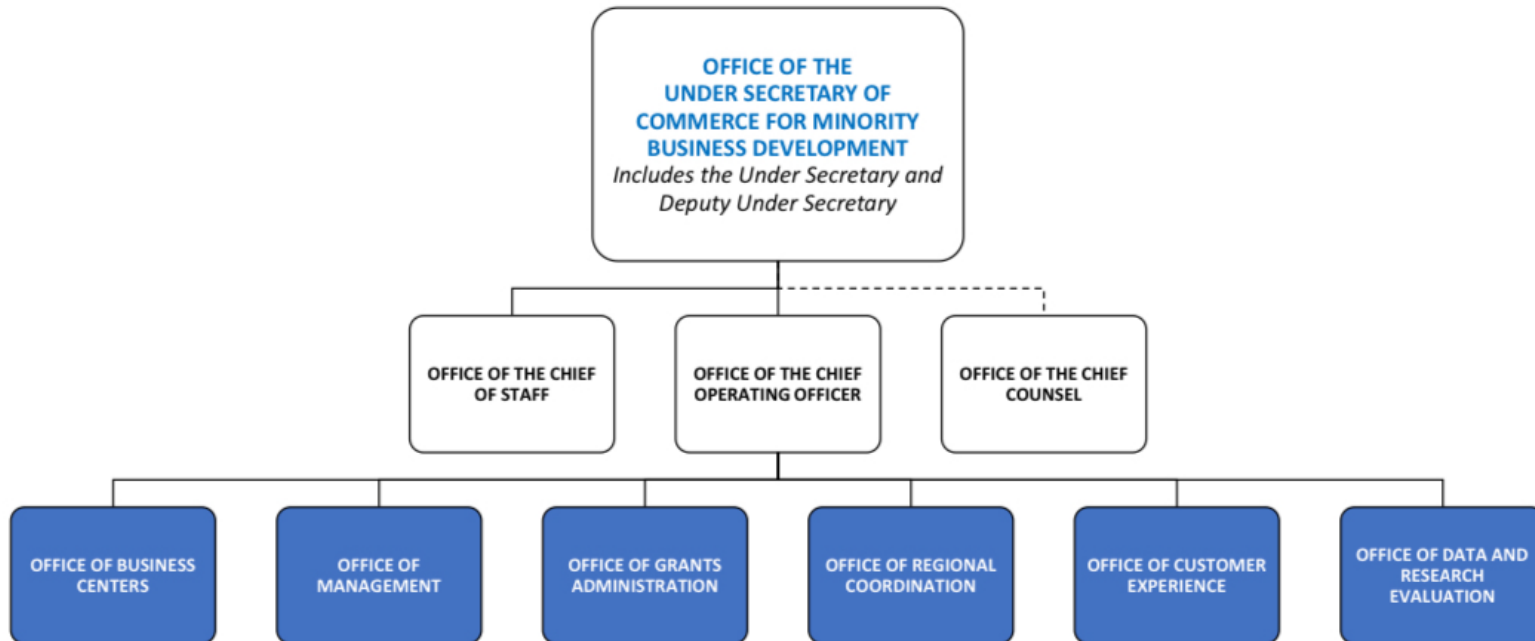 OFFICE OF THE
UNDER SECRETARY OF
COMMERCE FOR MINORITY
BUSINESS DEVELOPMENT
Includes the Under Secretary and
Deputy Under Secretary
OFFICE OF THE CHIEF
OF STAFF
OFFICE OF THE CHIEF
OPERATING OFFICER
OFFICE OF THE CHIEF
COUNSEL
OFFICE OF BUSINESS
CENTERS
OFFICE OF
MANAGEMENT
OFFICE OF GRANTS
ADMINISTRATION
OFFICE OF REGIONAL
COORDINATION
OFFICE OF CUSTOMER
EXPERIENCE
OFFICE OF DATA AND
RESEARCH
EVALUATION